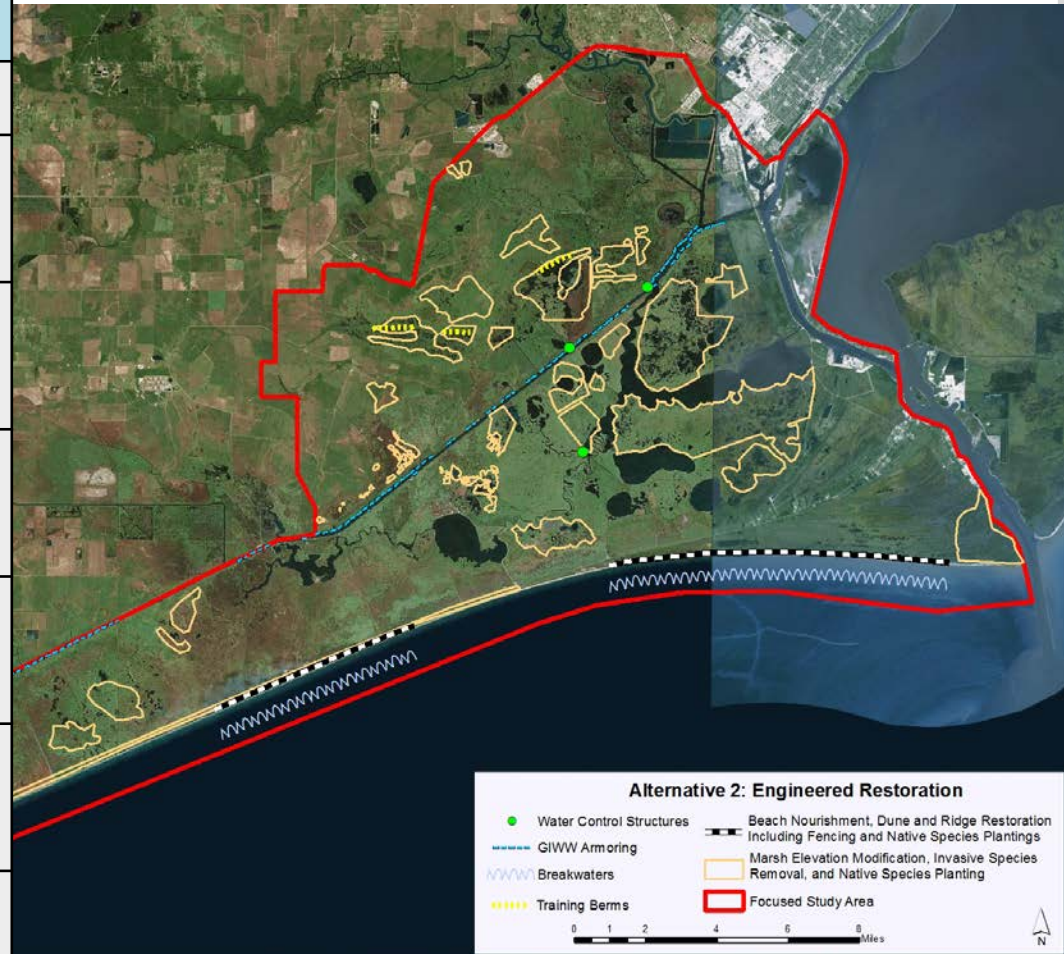 Alternative 2: Engineered Restoration
Water Control Structures
GIWW Armoring
Breakwaters
Training Berms
Beach Nourishment, Dune and Ridge Restoration
Including Fencing and Native Species Plantings
Marsh Elevation Modification, Invasive Species
Removal, and Native Species Planting
Focused Study Area
0 1 2 4 6 8
Miles
N